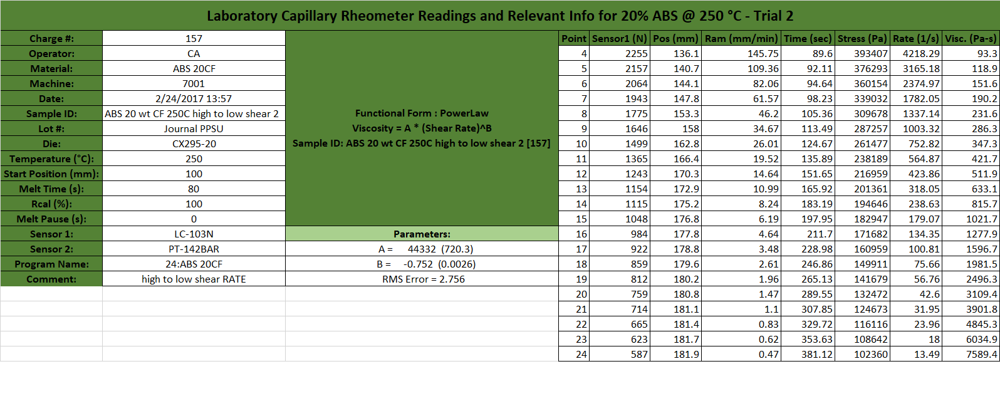 Laboratory Capillary Rheometer Readings and Relevant Info for 20% ABS @ 250 °C - Trial 2
Charge #: 157
Operator: CA
Material: ABS 20CF
Machine: 7001
Date: 2/24/2017 13:57
Sample ID: ABS 20 wt CF 250C high to low shear 2
Lot #: Journal PPSU
Die: CX295-20
Temperature (°C): 250
Start Position (mm): 100
Melt Time (s): 80
Rcal (%): 100
Melt Pause (s): 0
Sensor 1: LC-103N
Sensor 2: PT-142BAR
Program Name: 24:ABS 20CF
Comment: high to low shear RATE
Functional Form : PowerLaw
Viscosity = A * (Shear Rate)^B
Sample ID: ABS 20 wt CF 250C high to low shear 2 [157]
Parameters:
A = 44332 (720.3)
B = -0.752 (0.0026)
RMS Error = 2.756
Point Sensor1 (N) Pos (mm) Ram (mm/min) Time (sec) Stress (Pa) Rate (1/s) Visc. (Pa-s)
4 2255 136.1 145.75 89.6 393407 4218.29 93.3
5 2157 140.7 109.36 92.11 376293 3165.18 118.9
6 2064 144.1 82.06 94.64 360154 2374.97 151.6
7 1943 147.8 61.57 98.23 339032 1782.05 190.2
8 1775 153.3 46.2 105.36 309678 1337.14 231.6
9 1646 158 34.67 113.49 287257 1003.32 286.3
10 1499 162.8 26.01 124.67 261477 752.82 347.3
11 1365 166.4 19.52 135.89 238189 564.87 421.7
12 1243 170.3 14.64 151.65 216959 423.86 511.9
13 1154 172.9 10.99 165.92 201361 318.05 633.1
14 1115 175.2 8.24 183.19 194646 238.63 815.7
15 1048 176.8 6.19 197.95 182947 179.07 1021.7
16 984 177.8 4.64 211.7 171682 134.35 1277.9
17 922 178.8 3.48 228.98 160959 100.81 1596.7
18 859 179.6 2.61 246.86 149911 75.66 1981.5
19 812 180.2 1.96 265.13 141679 56.76 2496.3
20 759 180.8 1.47 289.55 132472 42.6 3109.4
21 714 181.1 1.1 307.85 124673 31.95 3901.8
22 665 181.4 0.83 329.72 116116 23.96 4845.3
23 623 181.7 0.62 353.63 108642 18 6034.9
24 587 181.9 0.47 381.12 102360 13.49 7589.4